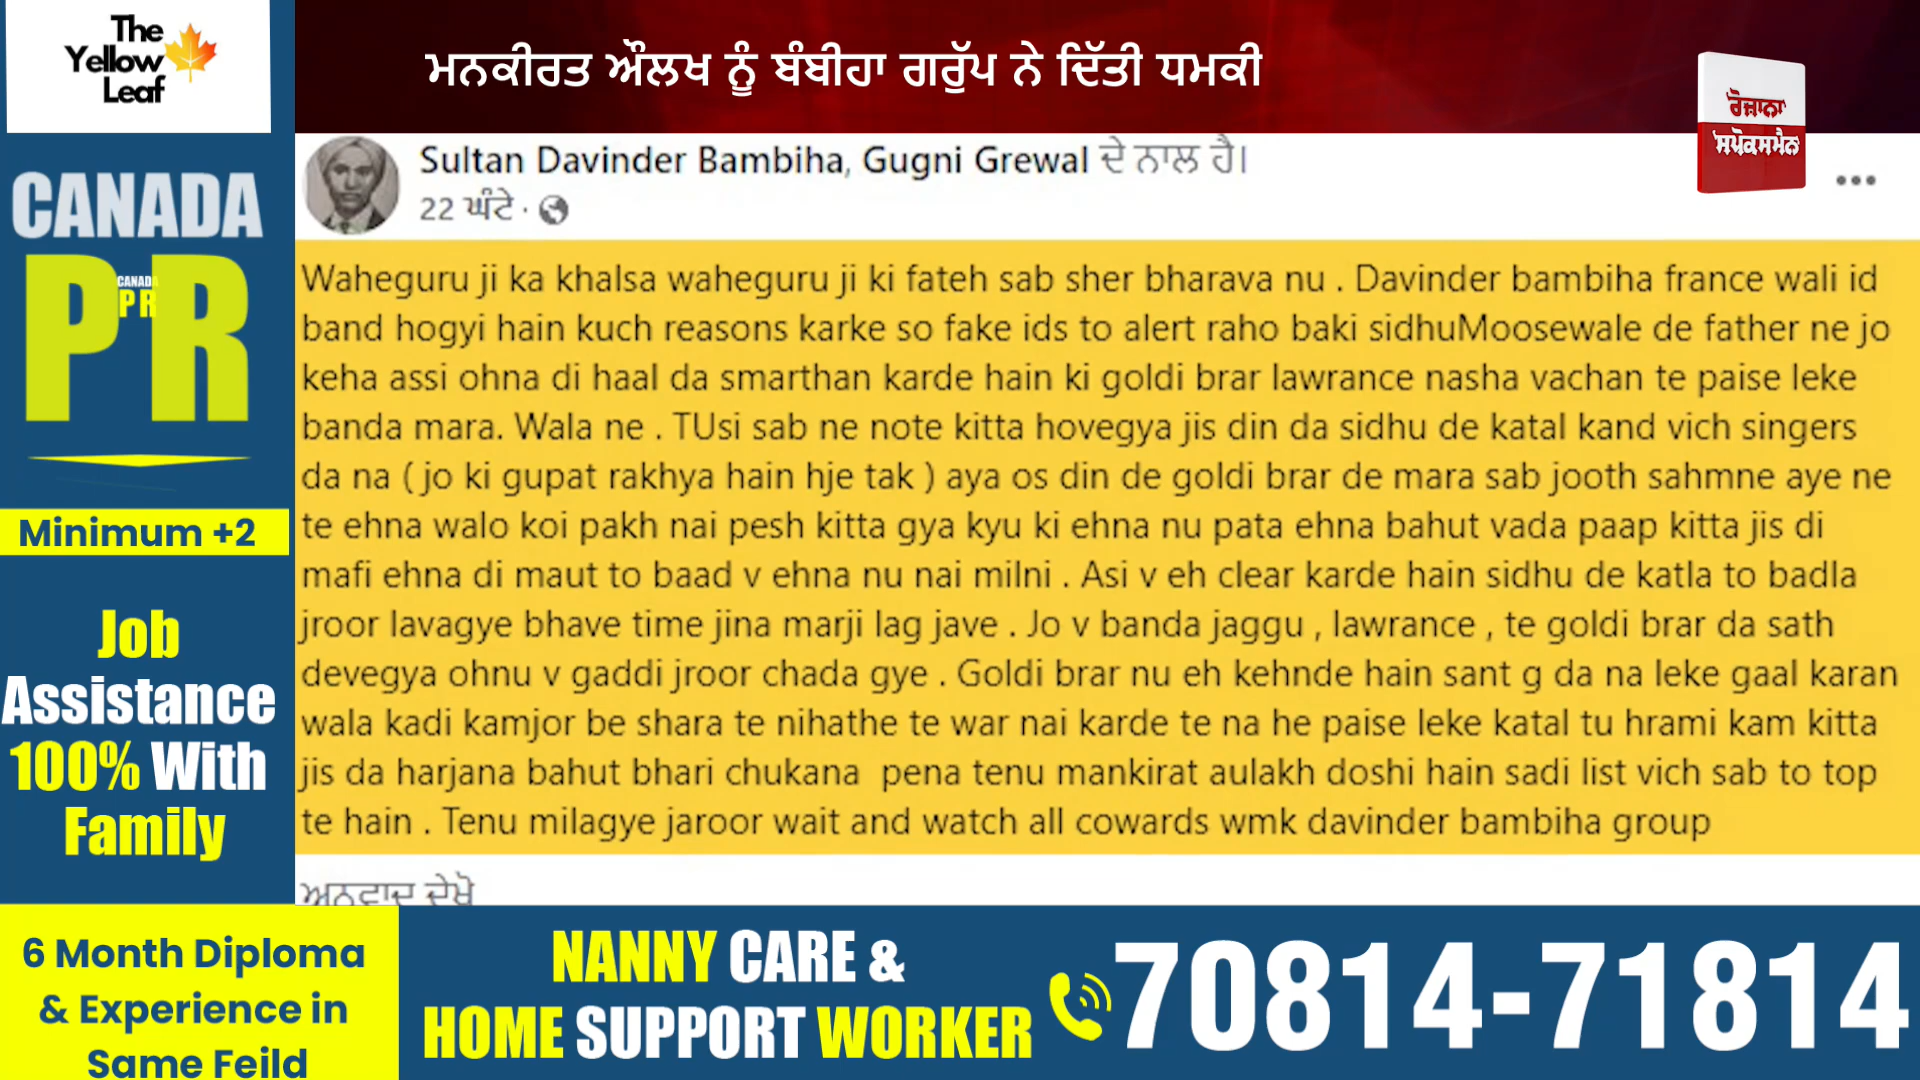 The
Yellow
Leaf
ਮਨਕੀਰਤ ਔਲਖ ਨੂੰ ਬੰਬੀਹਾ ਗਰੁੱਪ ਨੇ ਦਿੱਤੀ ਧਮਕੀ
ਰੋਜ਼ਾਨਾ
ਸਪੋਕਸਮੈਨ
CANADA
PR
CANADA
PR
Minimum +2
Job
Assistance
100% With
Family
Sultan Davinder Bambiha, Gugni Grewal ਦੇ ਨਾਲ ਹੈ।
22 ਘੰਟੇ ·
Waheguru ji ka khalsa waheguru ji ki fateh sab sher bharava nu . Davinder bambiha france wali id
band hogyi hain kuch reasons karke so fake ids to alert raho baki sidhuMoosewale de father ne jo
keha assi ohna di haal da smarthan karde hain ki goldi brar lawrance nasha vachan te paise leke
banda mara. Wala ne . TUsi sab ne note kitta hovegya jis din da sidhu de katal kand vich singers
da na ( jo ki gupat rakhya hain hje tak ) aya os din de goldi brar de mara sab jooth sahmne aye ne
te ehna walo koi pakh nai pesh kitta gya kyu ki ehna nu pata ehna bahut vada paap kitta jis di
mafi ehna di maut to baad v ehna nu nai milni . Asi v eh clear karde hain sidhu de katla to badla
jroor lavagye bhave time jina marji lag jave . Jo v banda jaggu , lawrance , te goldi brar da sath
devegya ohnu v gaddi jroor chada gye . Goldi brar nu eh kehnde hain sant g da na leke gaal karan
wala kadi kamjor be shara te nihathe te war nai karde te na he paise leke katal tu hrami kam kitta
jis da harjana bahut bhari chukana  pena tenu mankirat aulakh doshi hain sadi list vich sab to top
te hain . Tenu milagye jaroor wait and watch all cowards wmk davinder bambiha group
ਅਨੁਵਾਦ ਦੇਖੋ
6 Month Diploma
& Experience in
Same Feild
NANNY CARE &
HOME SUPPORT WORKER
70814-71814